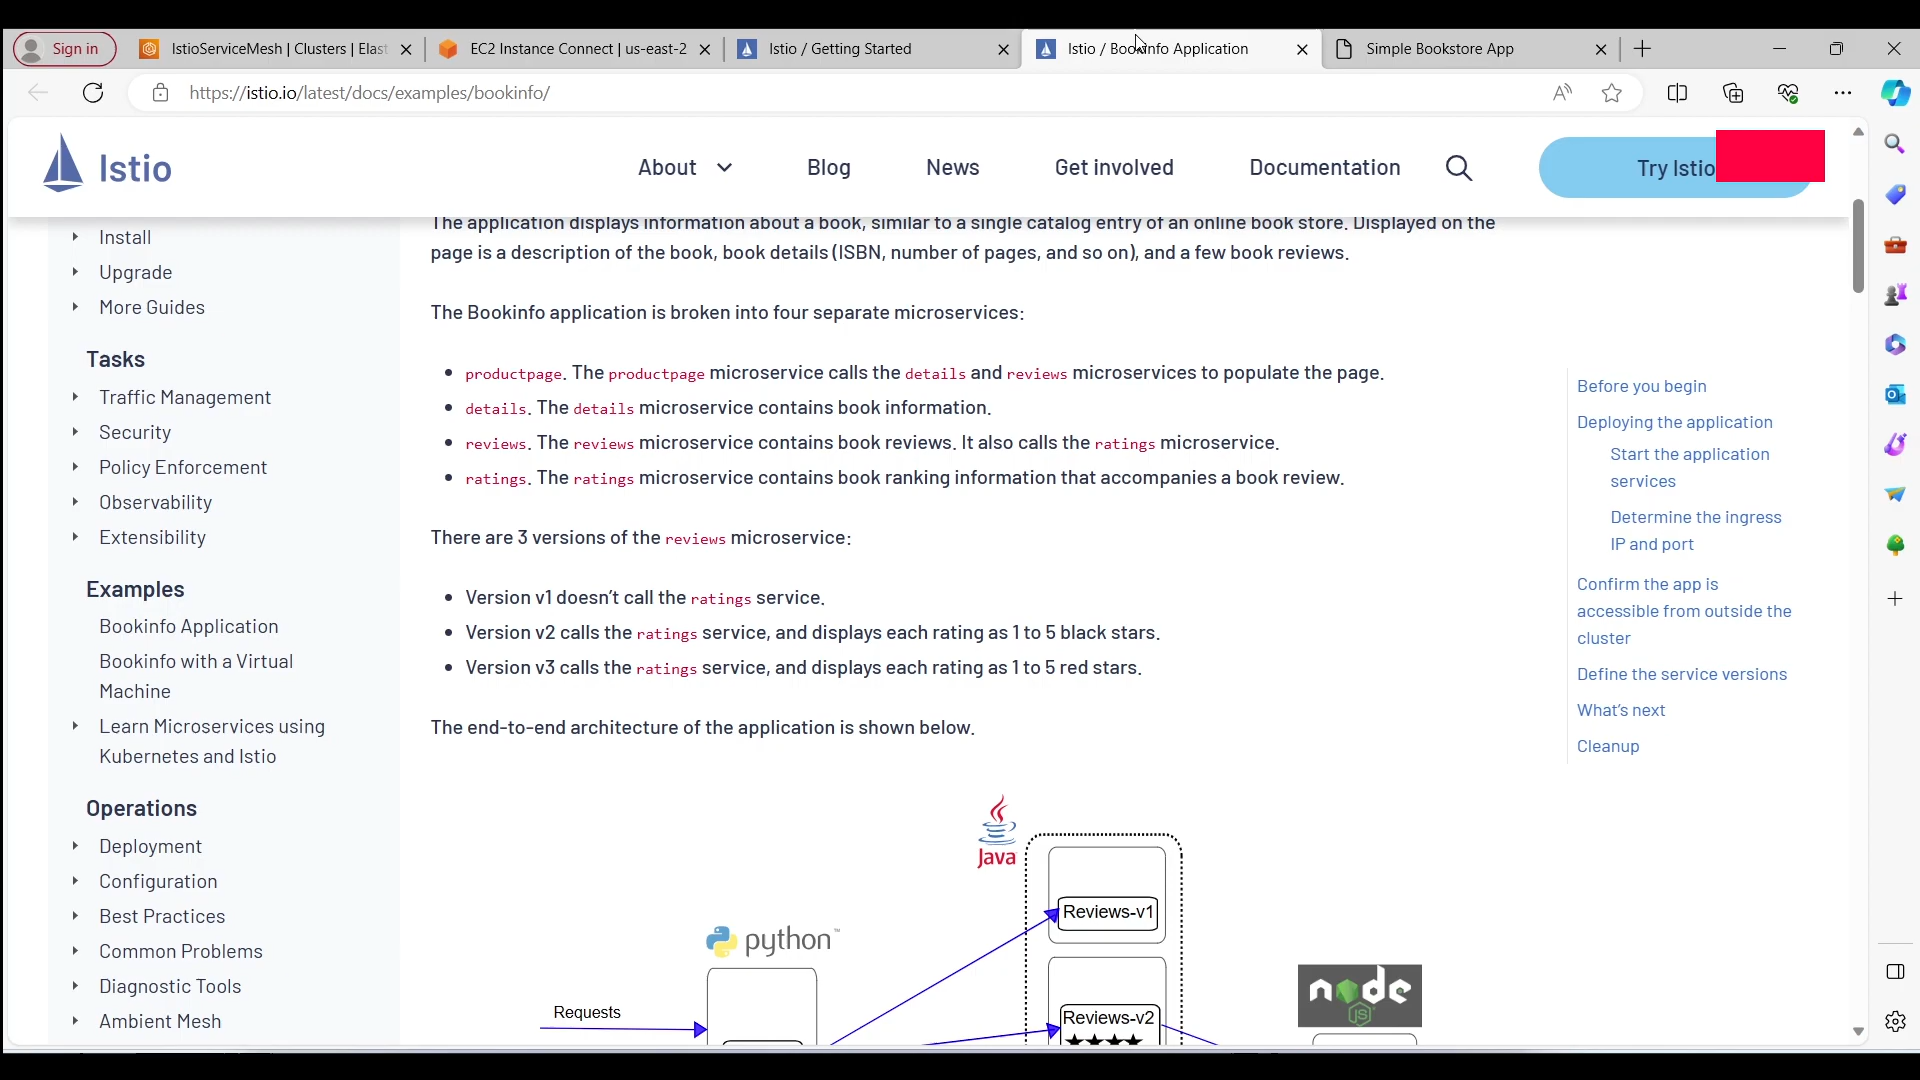 Sign in
IstioServiceMesh | Clusters | Elast
EC2 Instance Connect | us-east-2
Istio / Getting Started
Istio / Bookinfo Application
Simple Bookstore App
https://istio.io/latest/docs/examples/bookinfo/
Istio
About
Blog
News
Get involved
Documentation
Try Istio
Install
Upgrade
More Guides
Tasks
Traffic Management
Security
Policy Enforcement
Observability
Extensibility
Examples
Bookinfo Application
Bookinfo with a Virtual
Machine
Learn Microservices using
Kubernetes and Istio
Operations
Deployment
Configuration
Best Practices
Common Problems
Diagnostic Tools
Ambient Mesh
The application displays information about a book, similar to a single catalog entry of an online book store. Displayed on the
page is a description of the book, book details (ISBN, number of pages, and so on), and a few book reviews.
The Bookinfo application is broken into four separate microservices:
productpage. The productpage microservice calls the details and reviews microservices to populate the page.
details. The details microservice contains book information.
reviews. The reviews microservice contains book reviews. It also calls the ratings microservice.
ratings. The ratings microservice contains book ranking information that accompanies a book review.
There are 3 versions of the reviews microservice:
Version v1 doesn’t call the ratings service.
Version v2 calls the ratings service, and displays each rating as 1 to 5 black stars.
Version v3 calls the ratings service, and displays each rating as 1 to 5 red stars.
The end-to-end architecture of the application is shown below.
Java
Reviews-v1
python™
Requests
Reviews-v2
node
JS
Before you begin
Deploying the application
Start the application
services
Determine the ingress
IP and port
Confirm the app is
accessible from outside the
cluster
Define the service versions
What’s next
Cleanup